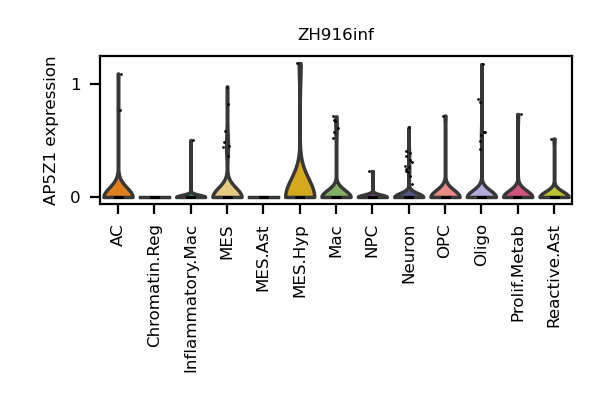 ZH916inf
AP5Z1 expression
1
0
AC
Chromatin.Reg
Inflammatory.Mac
MES
MES.Ast
MES.Hyp
Mac
NPC
Neuron
OPC
Oligo
Prolif.Metab
Reactive.Ast